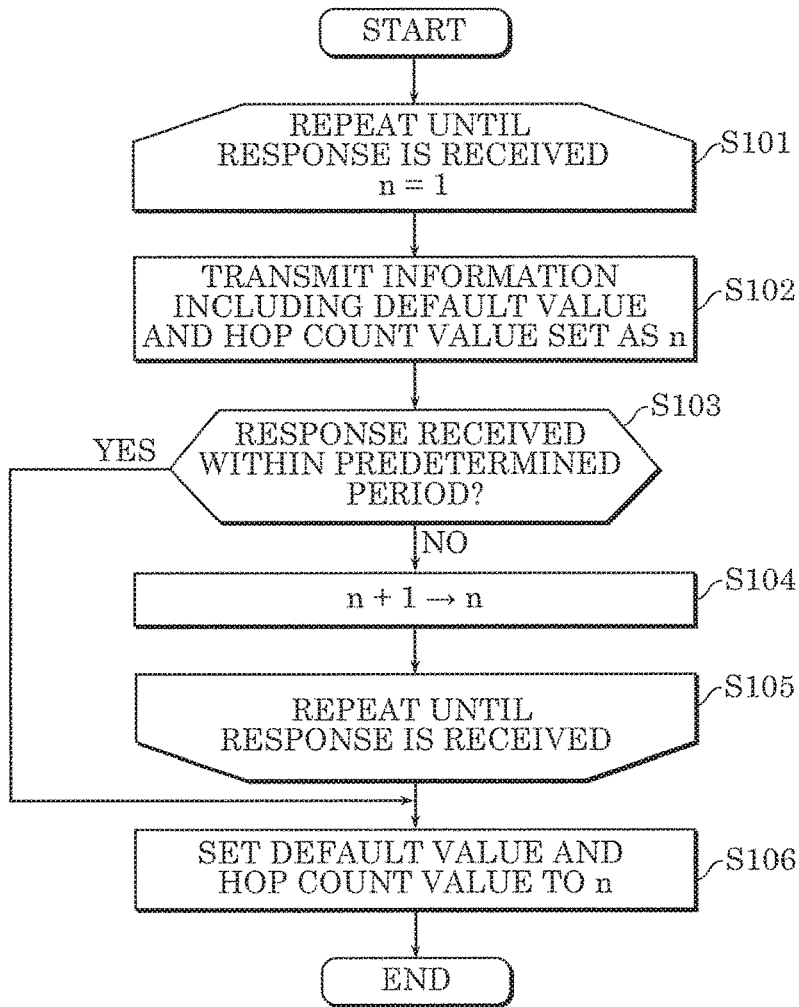 START
REPEAT UNTIL
RESPONSE IS RECEIVED
n = 1
S101
TRANSMIT INFORMATION
INCLUDING DEFAULT VALUE
AND HOP COUNT VALUE SET AS n
S102
S103
YES
RESPONSE RECEIVED
WITHIN PREDETERMINED
PERIOD?
NO
n + 1 → n
S104
REPEAT UNTIL
RESPONSE IS RECEIVED
S105
SET DEFAULT VALUE AND
HOP COUNT VALUE TO n
S106
END